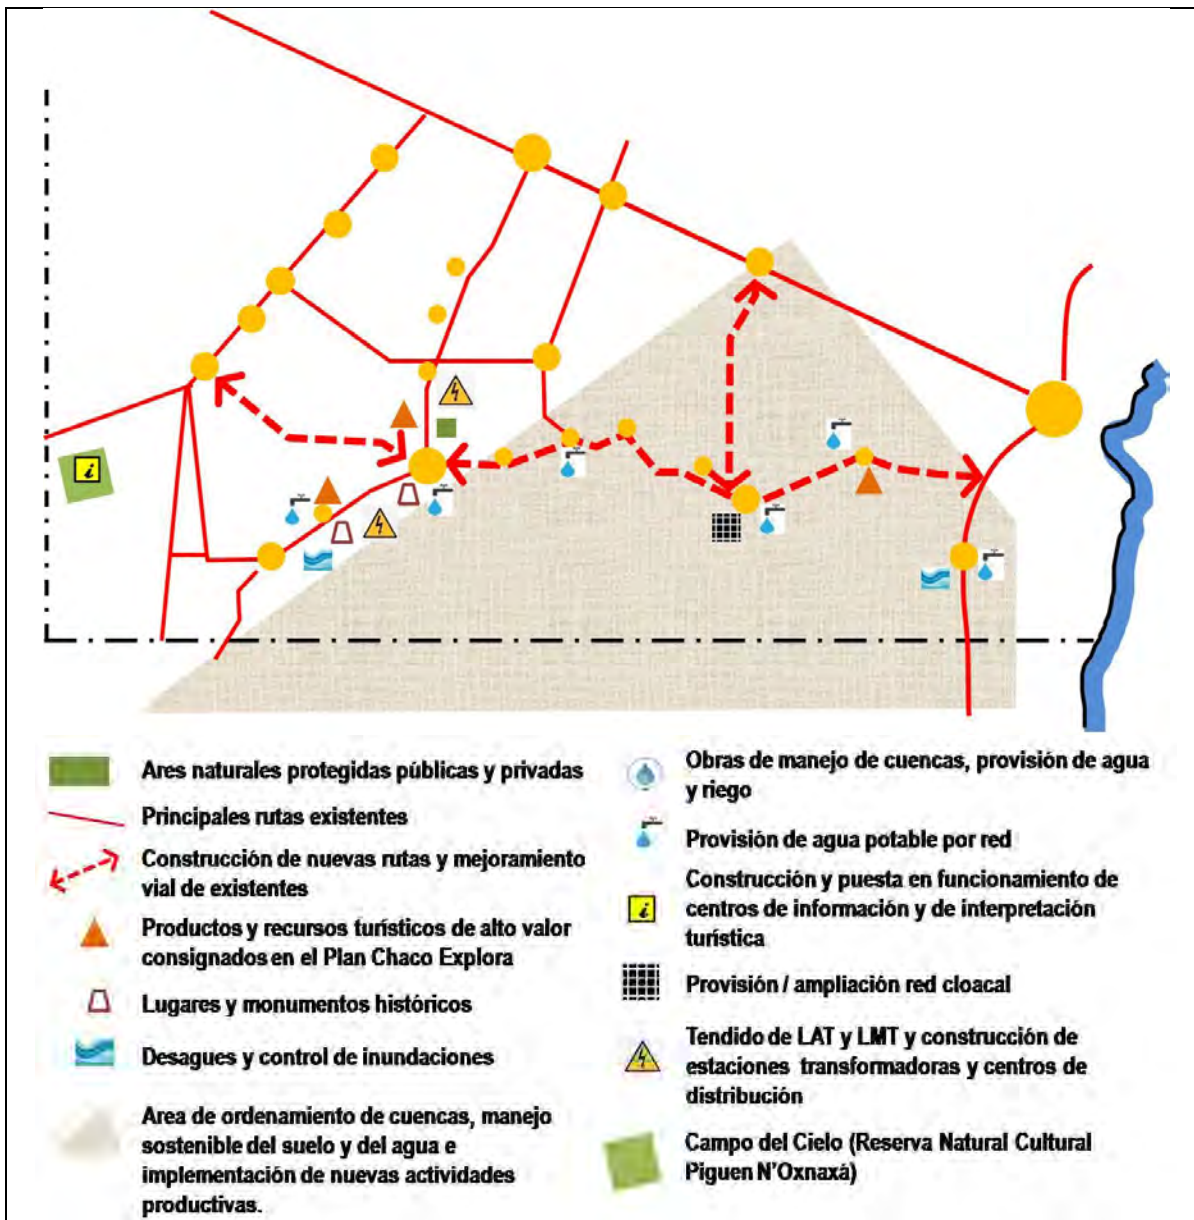 Ares naturales protegidas públicas y privadas
Principales rutas existentes
Construcción de nuevas rutas y mejoramiento
vial de existentes
Productos y recursos turísticos de alto valor
consignados en el Plan Chaco Explora
Lugares y monumentos históricos
Desagues y control de inundaciones
Area de ordenamiento de cuencas, manejo
sostenible del suelo y del agua e
implementación de nuevas actividades
productivas.
Obras de manejo de cuencas, provisión de agua
y riego
Provisión de agua potable por red
Construcción y puesta en funcionamiento de
centros de información y de interpretación
turística
Provisión / ampliación red cloacal
Tendido de LAT y LMT y construcción de
estaciones transformadoras y centros de
distribución
Campo del Cielo (Reserva Natural Cultural
Piguen N'Oxnaxá)